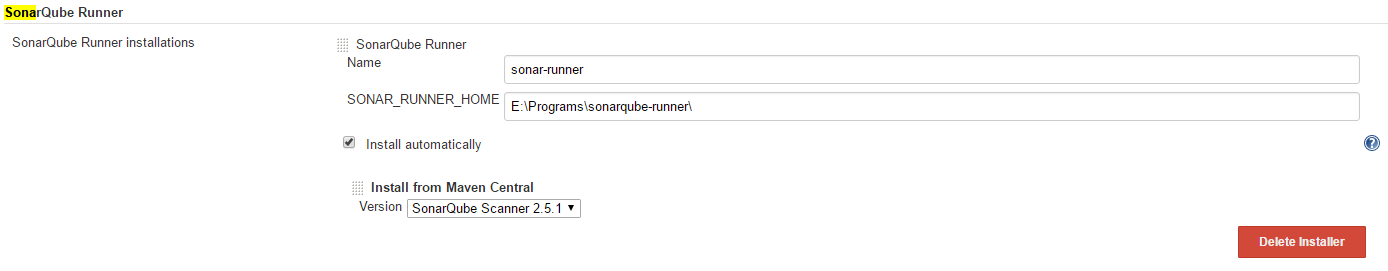 SonarQube Runner
SonarQube Runner installations
SonarQube Runner
Name
sonar-runner
SONAR_RUNNER_HOME
E:\Programs\sonarqube-runner\
Install automatically
?
Install from Maven Central
Version SonarQube Scanner 2.5.1
Delete Installer